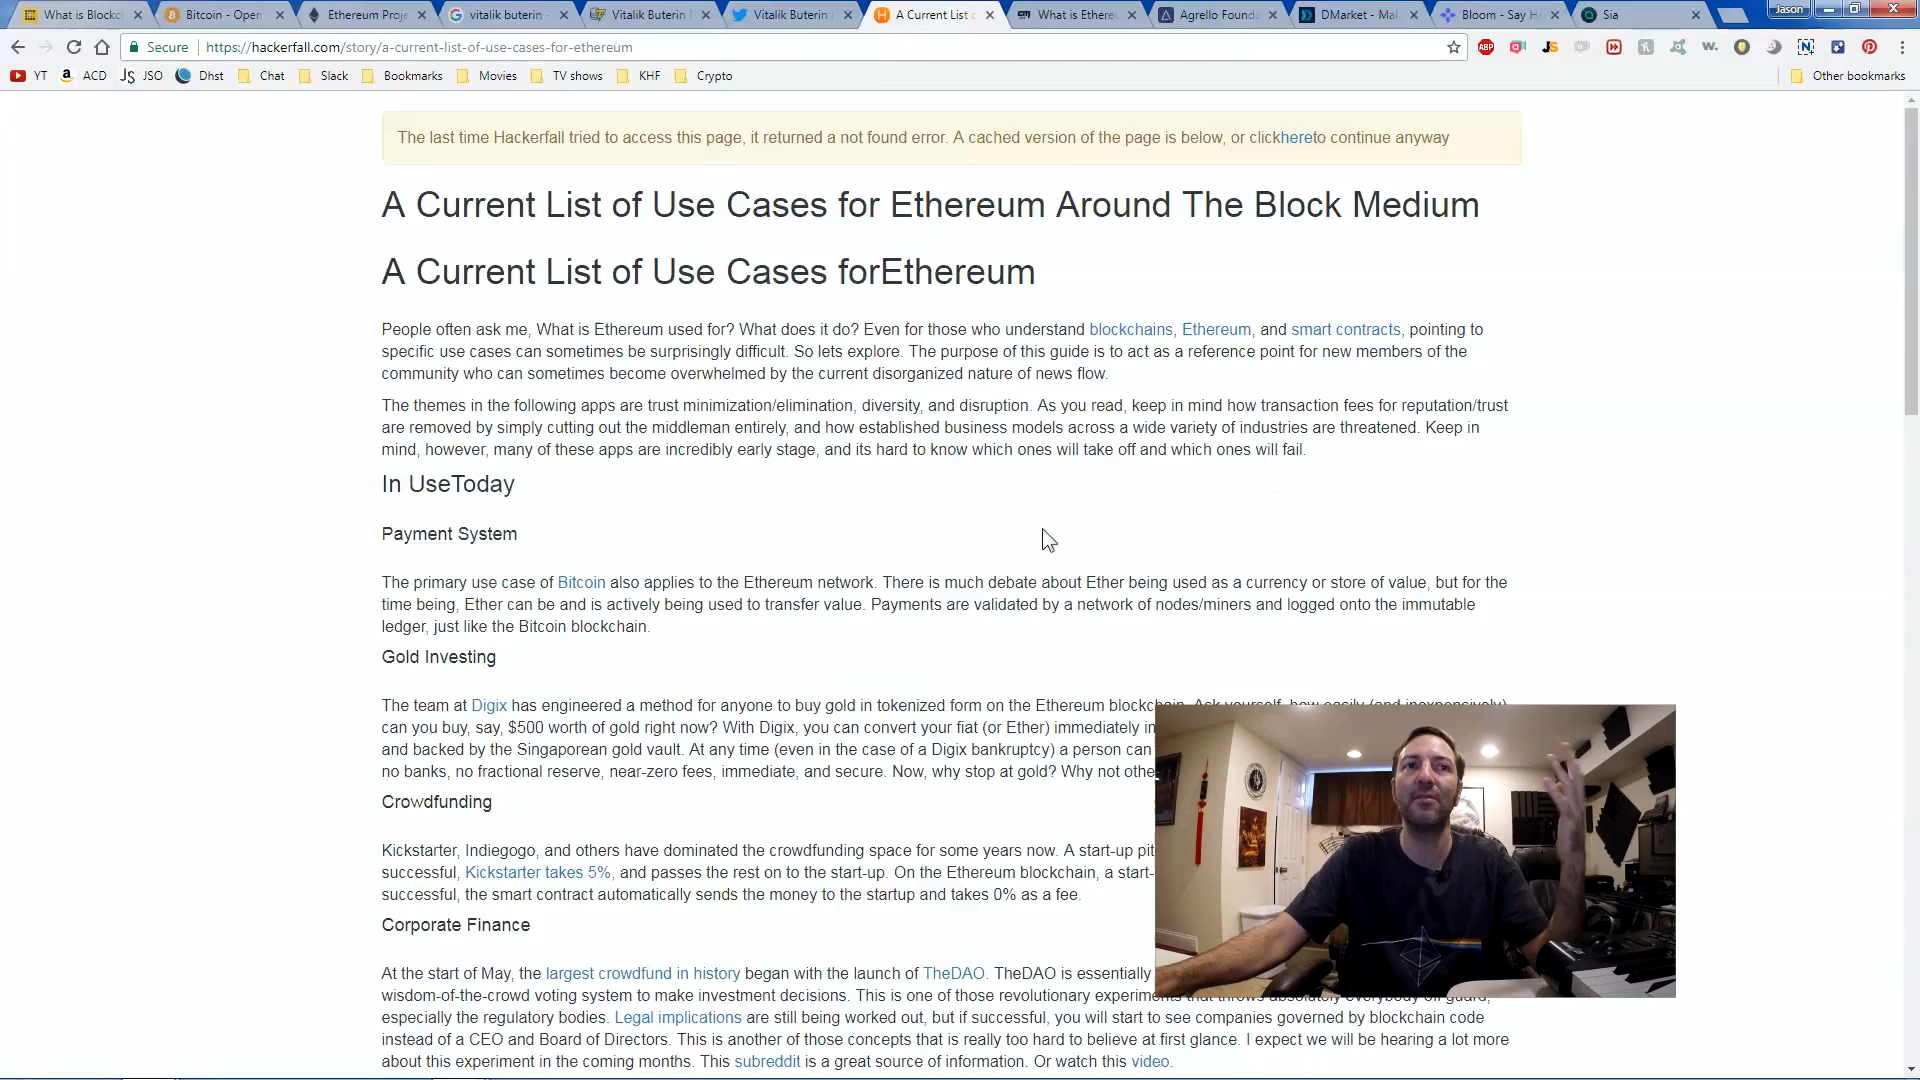 What is Blockc
Bitcoin - Open
Ethereum Proje
vitalik buterin -
Vitalik Buterin
Vitalik Buterin
A Current List
What is Ethere
Agrello Founda
DMarket - Mak
Bloom - Say H
Sia
Jason
Secure
https://hackerfall.com/story/a-current-list-of-use-cases-for-ethereum
ABP
YT
ACD
JSO
Dhst
Chat
Slack
Bookmarks
Movies
TV shows
KHF
Crypto
Other bookmarks
The last time Hackerfall tried to access this page, it returned a not found error. A cached version of the page is below, or clickhereto continue anyway
A Current List of Use Cases for Ethereum Around The Block Medium
A Current List of Use Cases forEthereum
People often ask me, What is Ethereum used for? What does it do? Even for those who understand blockchains, Ethereum, and smart contracts, pointing to
specific use cases can sometimes be surprisingly difficult. So lets explore. The purpose of this guide is to act as a reference point for new members of the
community who can sometimes become overwhelmed by the current disorganized nature of news flow.
The themes in the following apps are trust minimization/elimination, diversity, and disruption. As you read, keep in mind how transaction fees for reputation/trust
are removed by simply cutting out the middleman entirely, and how established business models across a wide variety of industries are threatened. Keep in
mind, however, many of these apps are incredibly early stage, and its hard to know which ones will take off and which ones will fail.
In UseToday
Payment System
The primary use case of Bitcoin also applies to the Ethereum network. There is much debate about Ether being used as a currency or store of value, but for the
time being, Ether can be and is actively being used to transfer value. Payments are validated by a network of nodes/miners and logged onto the immutable
ledger, just like the Bitcoin blockchain.
Gold Investing
The team at Digix has engineered a method for anyone to buy gold in tokenized form on the Ethereum blockchain. Ask yourself, how easily (and inexpensively)
can you buy, say, $500 worth of gold right now? With Digix, you can convert your fiat (or Ether) immediately in
and backed by the Singaporean gold vault. At any time (even in the case of a Digix bankruptcy) a person can
no banks, no fractional reserve, near-zero fees, immediate, and secure. Now, why stop at gold? Why not othe
Crowdfunding
Kickstarter, Indiegogo, and others have dominated the crowdfunding space for some years now. A start-up pit
successful, Kickstarter takes 5%, and passes the rest on to the start-up. On the Ethereum blockchain, a start-
successful, the smart contract automatically sends the money to the startup and takes 0% as a fee.
Corporate Finance
At the start of May, the largest crowdfund in history began with the launch of TheDAO. TheDAO is essentially
wisdom-of-the-crowd voting system to make investment decisions. This is one of those revolutionary experiments that throws absolutely everybody off guard,
especially the regulatory bodies. Legal implications are still being worked out, but if successful, you will start to see companies governed by blockchain code
instead of a CEO and Board of Directors. This is another of those concepts that is really too hard to believe at first glance. I expect we will be hearing a lot more
about this experiment in the coming months. This subreddit is a great source of information. Or watch this video.